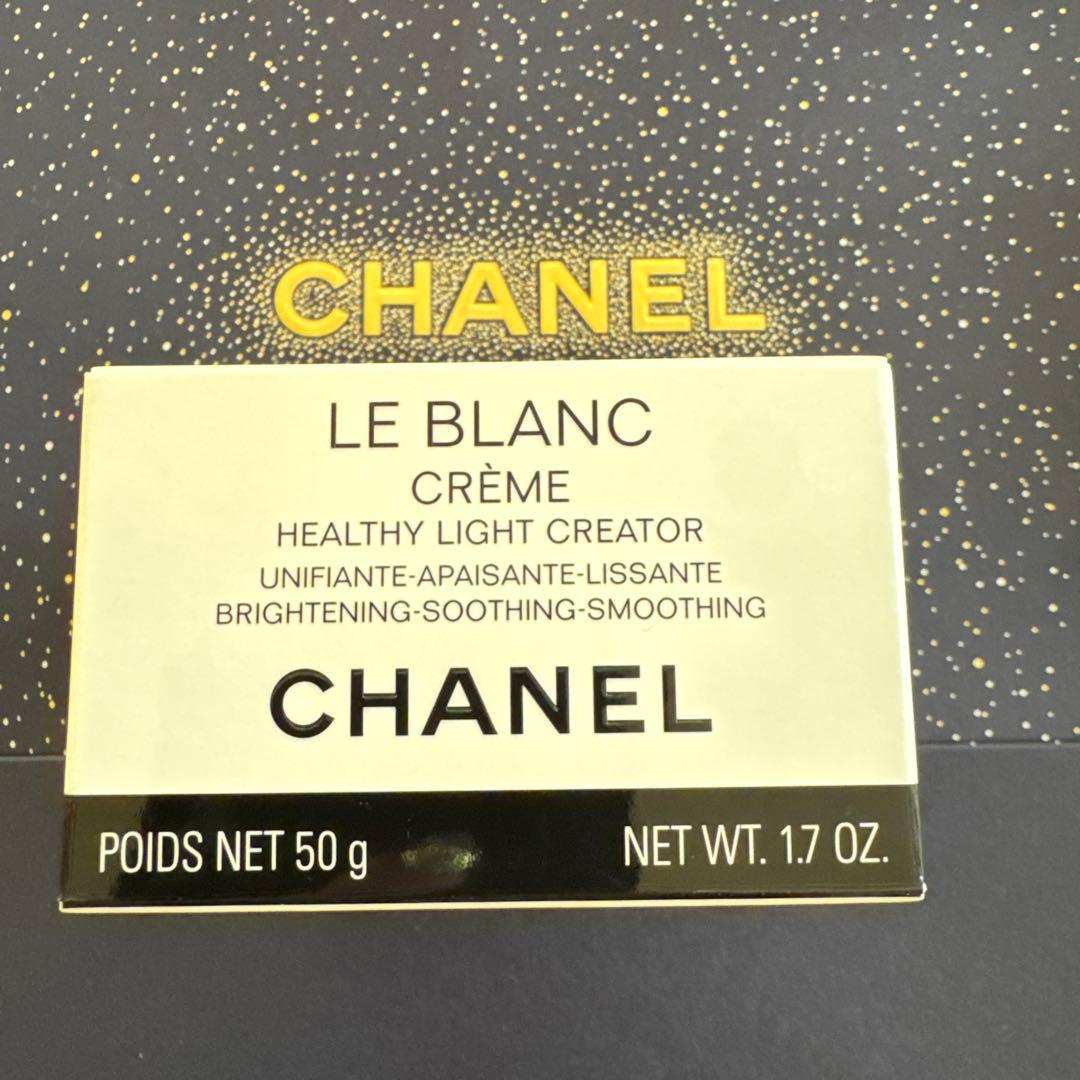 CHANEL
LE BLANC
CRÈME
HEALTHY LIGHT CREATOR
UNIFIANTE-APAISANTE-LISSANTE
BRIGHTENING-SOOTHING-SMOOTHING
CHANEL
POIDS NET 50 g NET WT. 1.7 OZ.